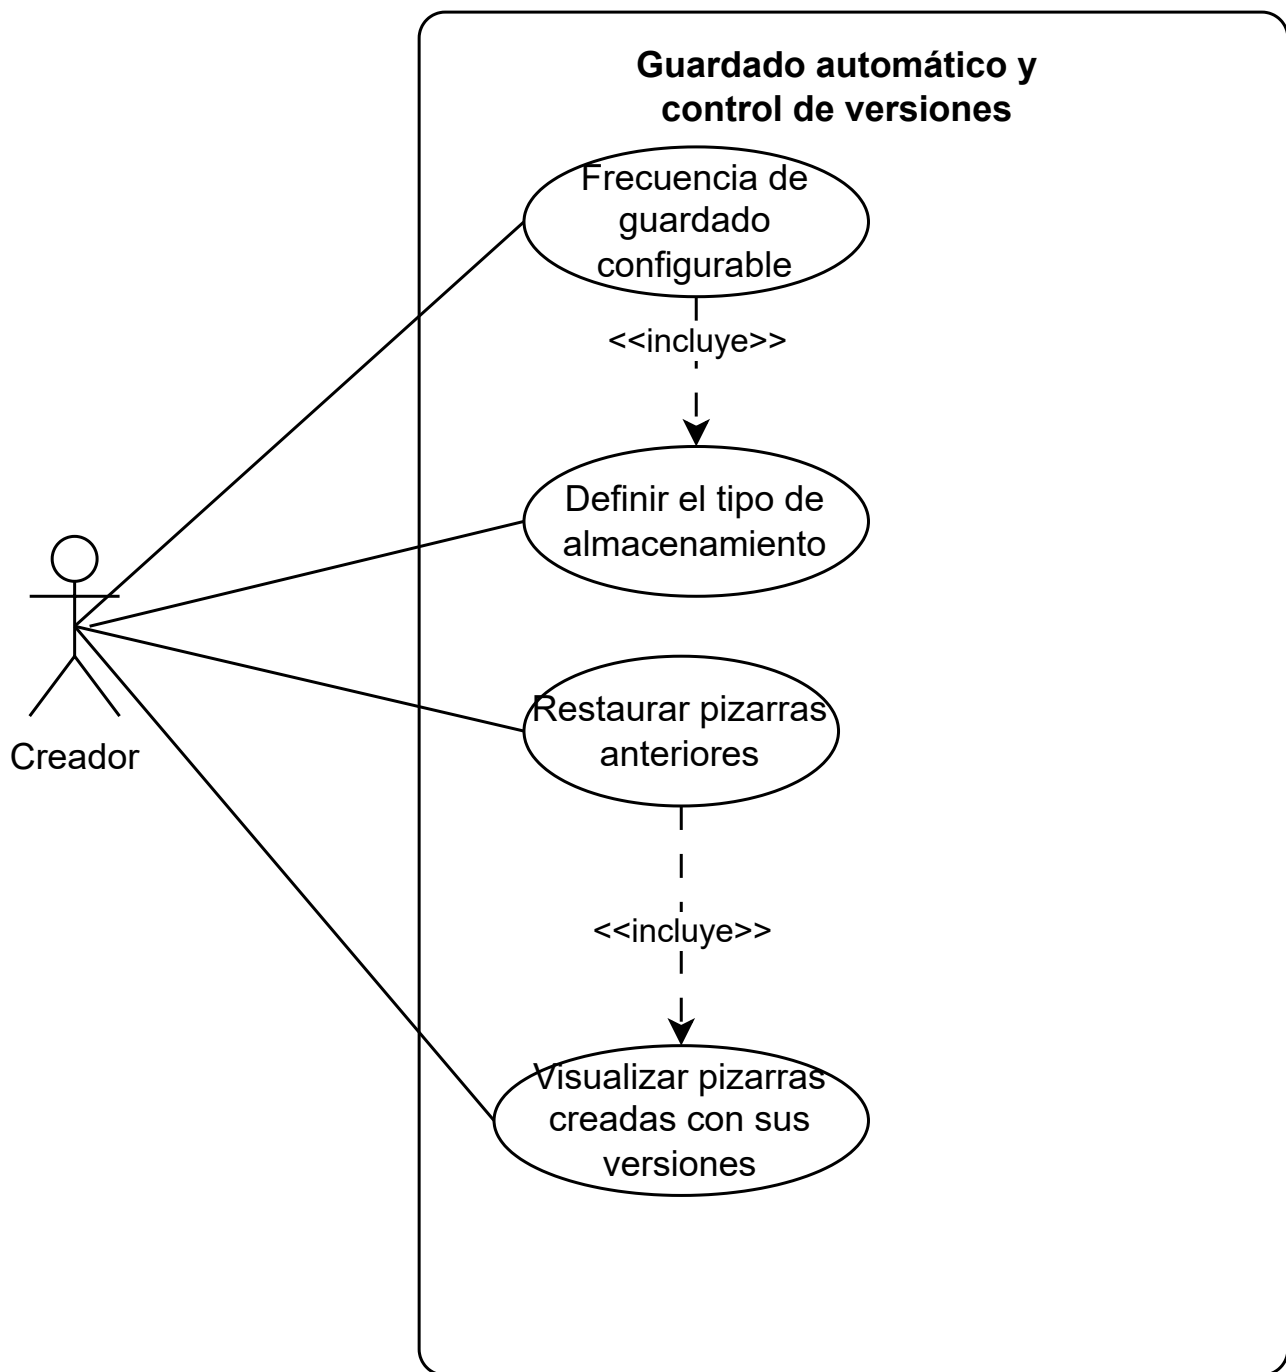 Guardado automático y
control de versiones
Frecuencia de
guardado
configurable
<<incluye>>
Definir el tipo de
almacenamiento
Restaurar pizarras
anteriores
Creador
<<incluye>>
Visualizar pizarras
creadas con sus
versiones